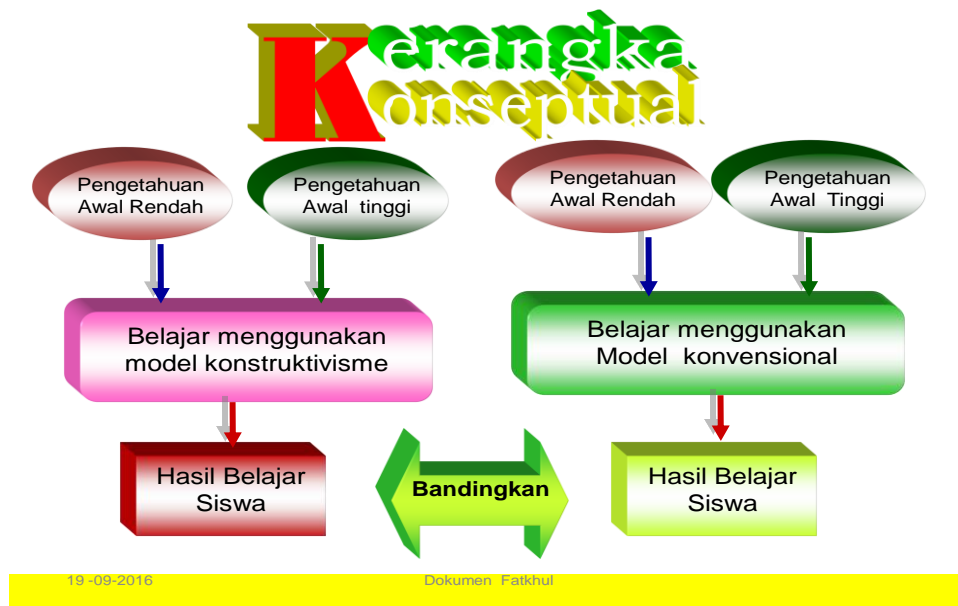 Kerangka
Konseptual
Pengetahuan
Awal Rendah
Pengetahuan
Awal tinggi
Pengetahuan
Awal Rendah
Pengetahuan
Awal Tinggi
Belajar menggunakan
model konstruktivisme
Belajar menggunakan
Model konvensional
Hasil Belajar
Siswa
Bandingkan
Hasil Belajar
Siswa
19 -09-2016
Dokumen Fatkhul